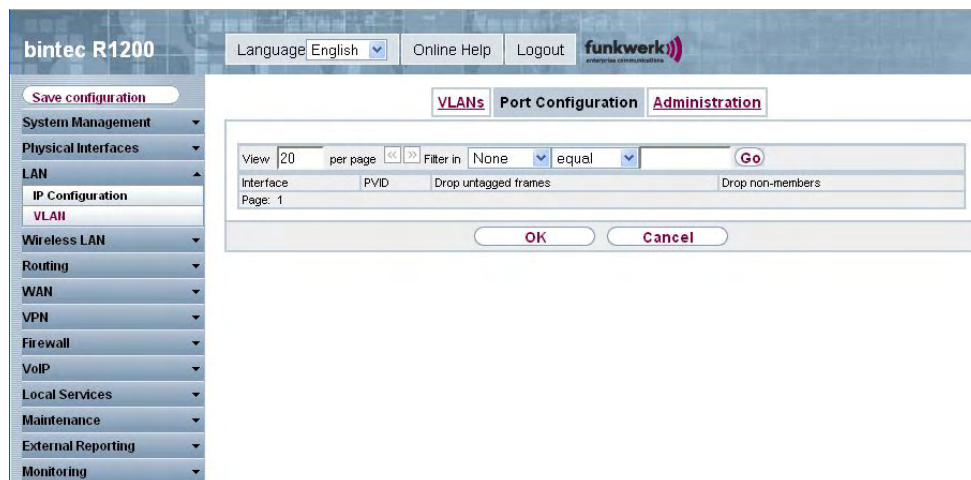 bintec R1200
Language English
Online Help
Logout
funkwerk
enterprise communications
Save configuration
System Management
Physical Interfaces
LAN
IP Configuration
VLAN
Wireless LAN
Routing
WAN
VPN
Firewall
VoIP
Local Services
Maintenance
External Reporting
Monitoring
VLANs Port Configuration Administration
View 20 per page << >> Filter in None equal Go
Interface PVID Drop untagged frames Drop non-members
Page: 1
OK Cancel